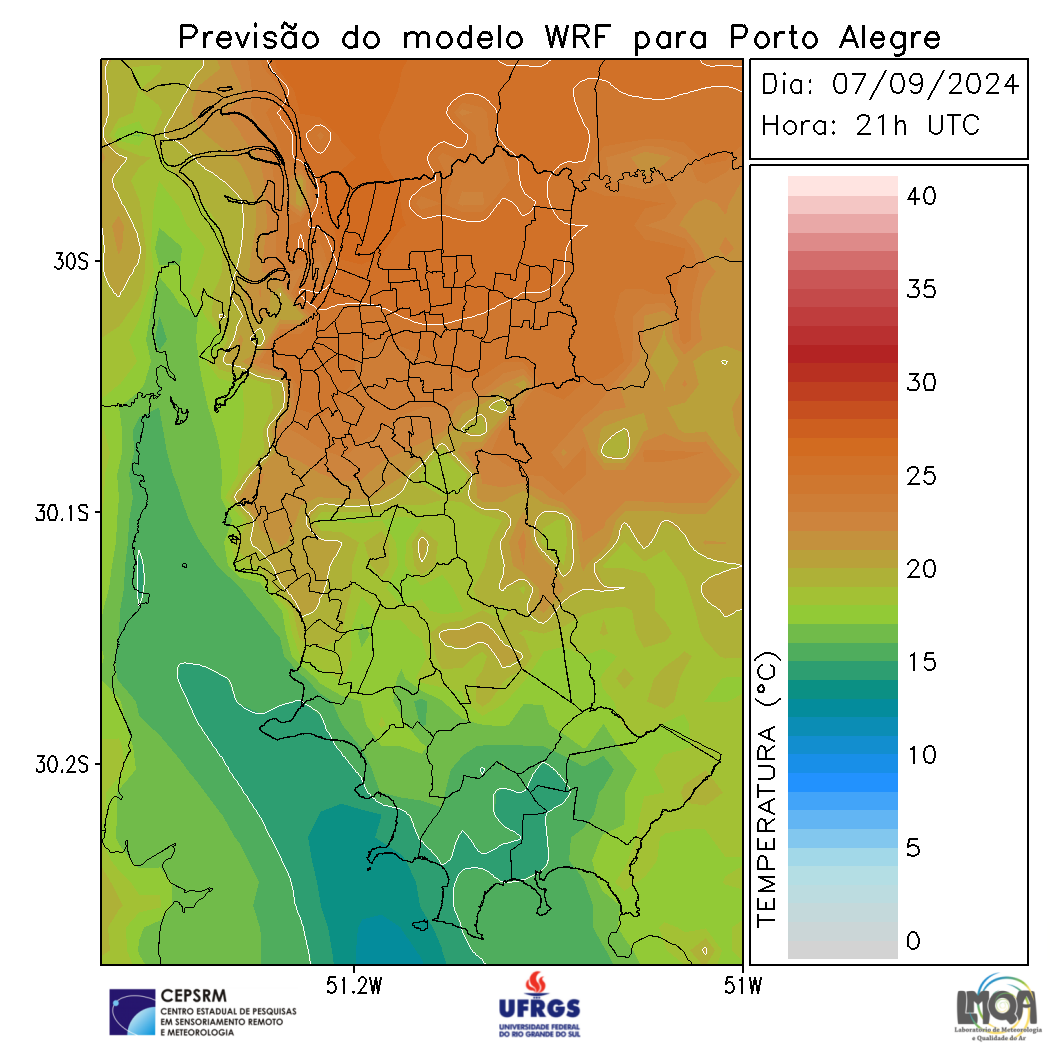 Previsão do modelo WRF para Porto Alegre
Dia: 07/09/2024
Hora: 21h UTC
30S
30.1S
30.2S
51.2W
51W
TEMPERATURA (°C)
40
35
30
25
20
15
10
5
0
CEPSRM
CENTRO ESTADUAL DE PESQUISAS
EM SENSORIAMENTO REMOTO
E METEOROLOGIA
UFRGS
UNIVERSIDADE FEDERAL
DO RIO GRANDE DO SUL
LMQA
Laboratório de Meteorologia
e Qualidade do Ar